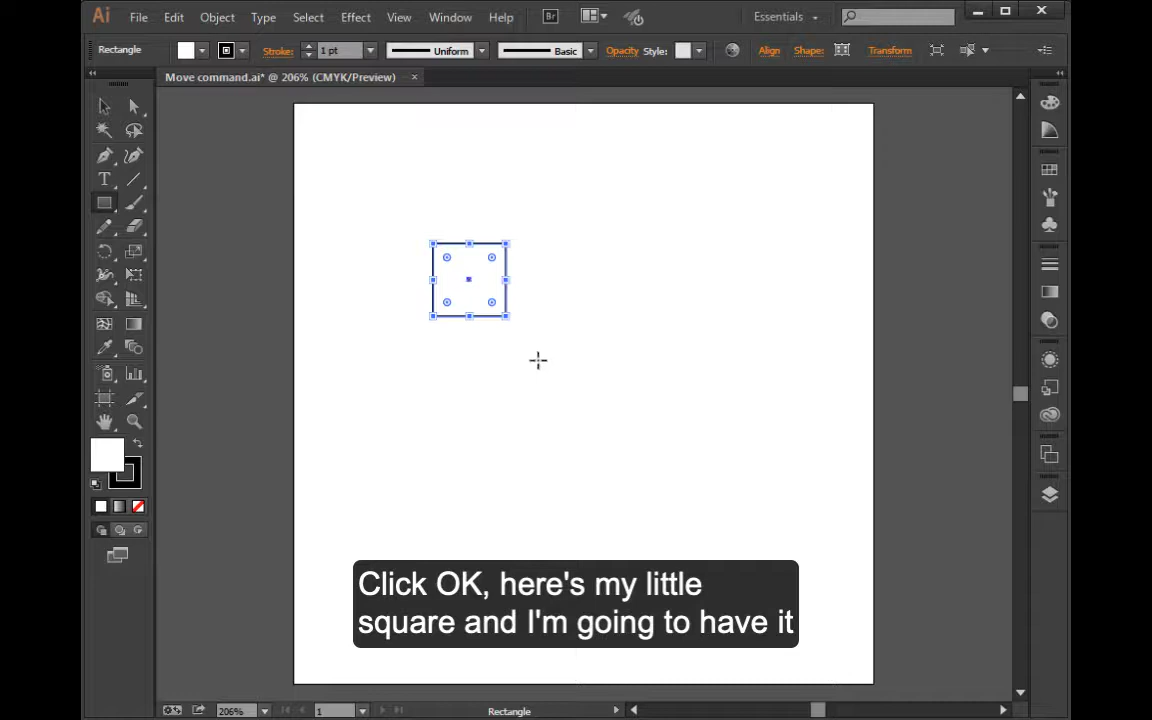 Ai File Edit Object Type Select Effect View Window Help Br Essentials
Rectangle Stroke: 1 pt Uniform Basic Opacity Style: Align Shape: Transform
Move command.ai* @ 206% (CMYK/Preview) ×
T
Click OK, here's my little
square and I'm going to have it
206% 1 Rectangle